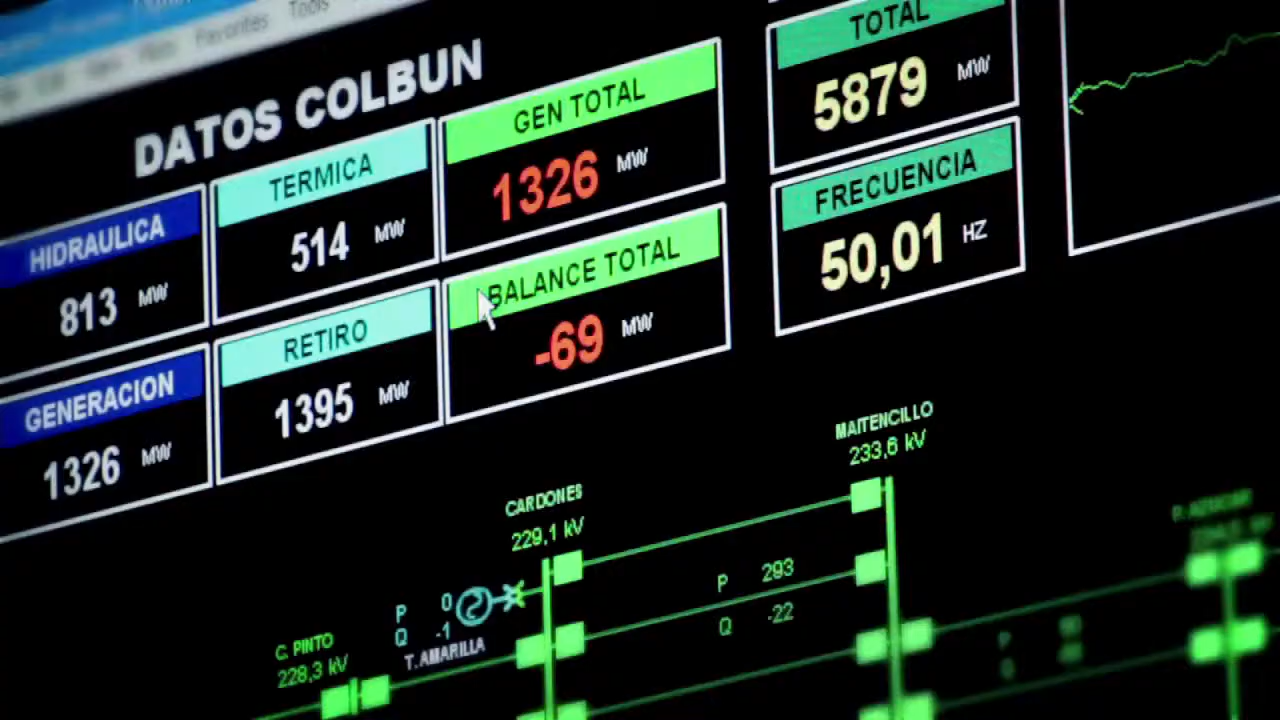 Favorites Tools
DATOS COLBUN
HIDRAULICA
813 MW
TERMICA
514 MW
GEN TOTAL
1326 MW
TOTAL
5879 MW
GENERACION
1326 MW
RETIRO
1395 MW
BALANCE TOTAL
-69 MW
FRECUENCIA
50,01 HZ
MAITENCILLO
233,6 kV
CARDONES
229,1 kV
P 293
Q -22
P 0
Q -1
T. AMARILLA
C. PINTO
228,3 kV